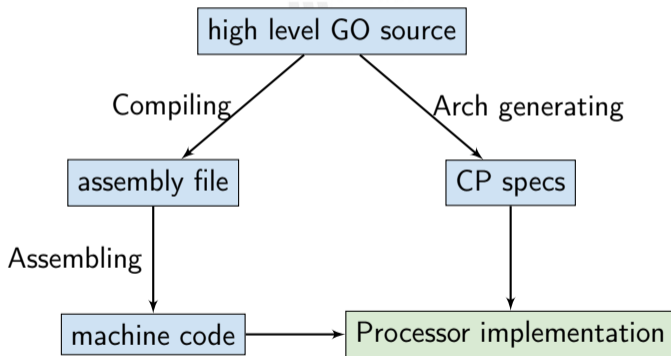 high level GO source
Compiling
Arch generating
assembly file
CP specs
Assembling
machine code
Processor implementation